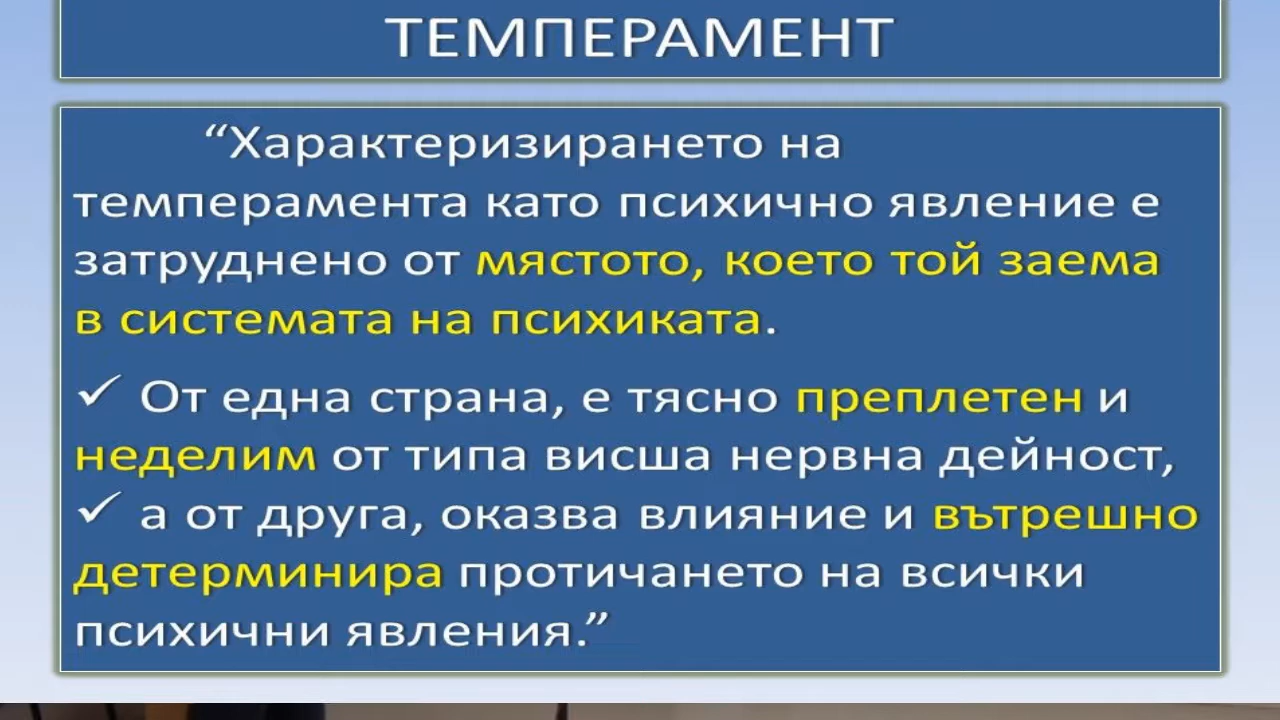 ТЕМПЕРАМЕНТ
“Характеризирането на
темперамента като психично явление е
затруднено от мястото, което той заема
в системата на психиката.
✓ От една страна, е тясно преплетен и
неделим от типа висша нервна дейност,
✓ а от друга, оказва влияние и вътрешно
детерминира протичането на всички
психични явления.”